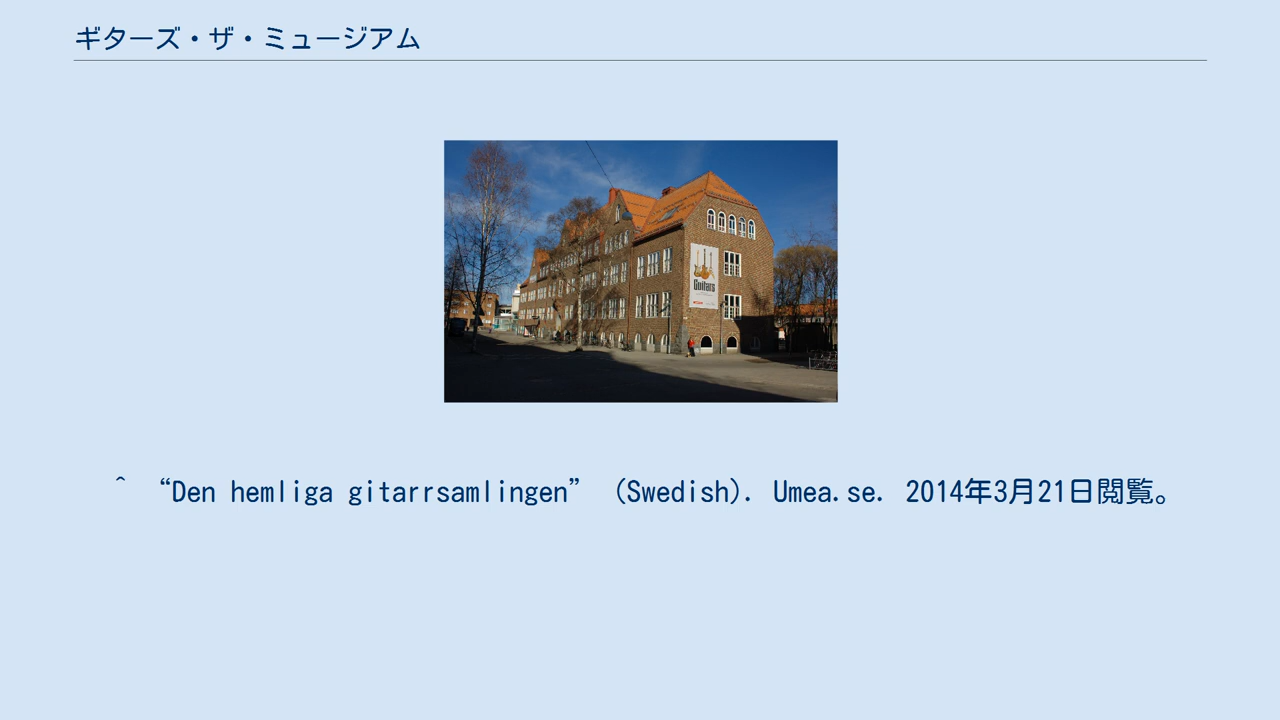 ギターズ・ザ・ミュージアム
Guitars
^ “Den hemliga gitarrsamlingen” (Swedish). Umea.se. 2014年3月21日閲覧。